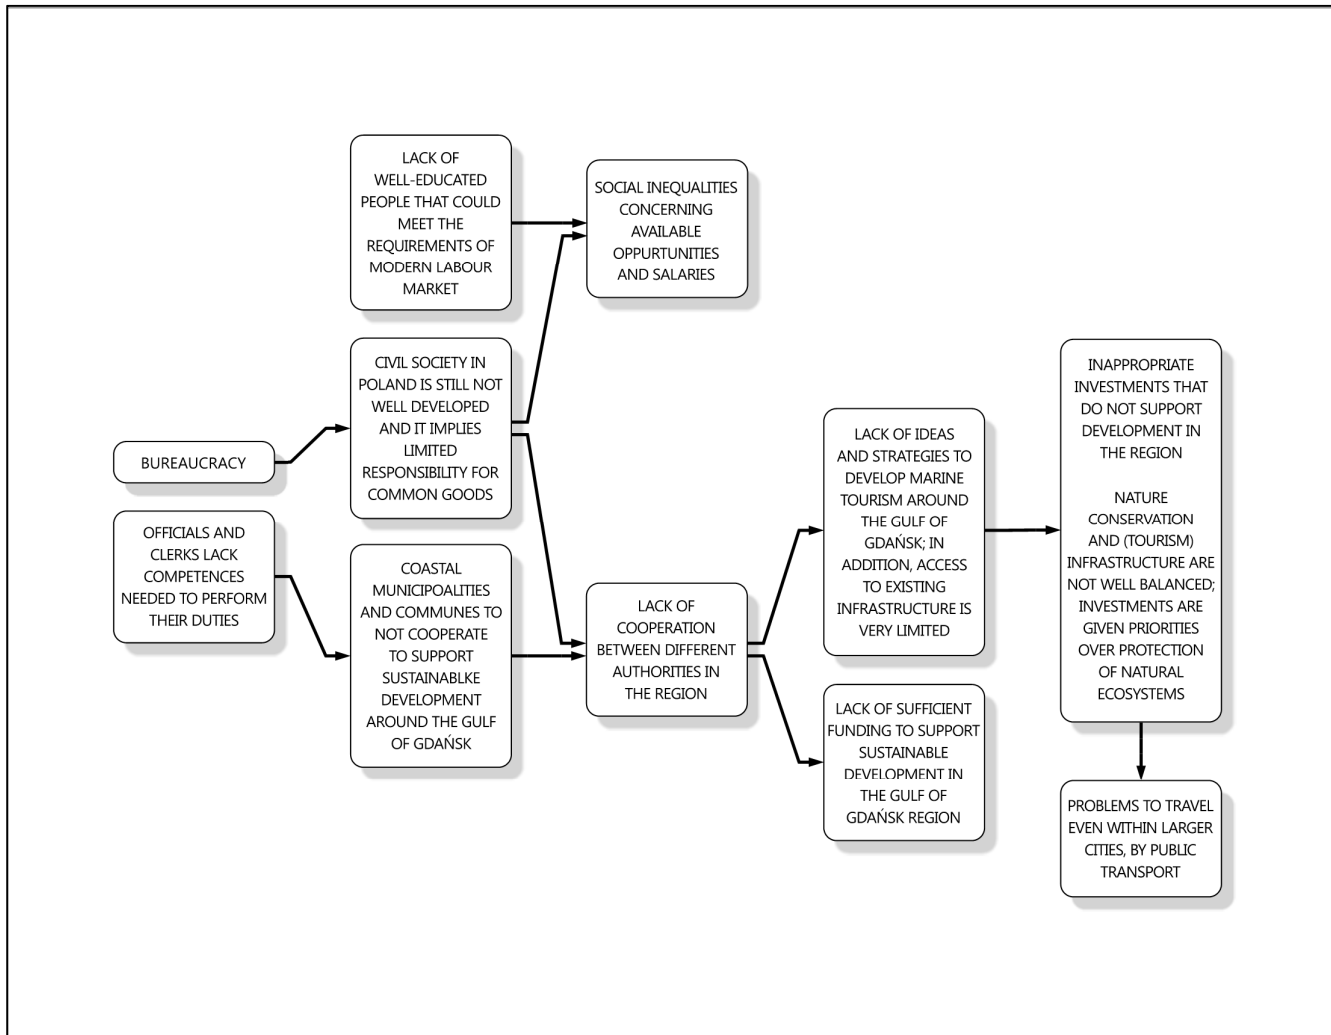 LACK OF
WELL-EDUCATED
PEOPLE THAT COULD
MEET THE
REQUIREMENTS OF
MODERN LABOUR
MARKET
SOCIAL INEQUALITIES
CONCERNING
AVAILABLE
OPPURTUNITIES
AND SALARIES
BUREAUCRACY
CIVIL SOCIETY IN
POLAND IS STILL NOT
WELL DEVELOPED
AND IT IMPLIES
LIMITED
RESPONSIBILITY FOR
COMMON GOODS
OFFICIALS AND
CLERKS LACK
COMPETENCES
NEEDED TO PERFORM
THEIR DUTIES
COASTAL
MUNICIPOALITIES
AND COMMUNES TO
NOT COOPERATE
TO SUPPORT
SUSTAINABLKE
DEVELOPMENT
AROUND THE GULF
OF GDAŃSK
LACK OF
COOPERATION
BETWEEN DIFFERENT
AUTHORITIES IN
THE REGION
LACK OF IDEAS
AND STRATEGIES TO
DEVELOP MARINE
TOURISM AROUND
THE GULF OF
GDAŃSK; IN
ADDITION, ACCESS
TO EXISTING
INFRASTRUCTURE IS
VERY LIMITED
LACK OF SUFFICIENT
FUNDING TO SUPPORT
SUSTAINABLE
DEVELOPMENT IN
THE GULF OF
GDAŃSK REGION
INAPPROPRIATE
INVESTMENTS THAT
DO NOT SUPPORT
DEVELOPMENT IN
THE REGION
NATURE
CONSERVATION
AND (TOURISM)
INFRASTRUCTURE ARE
NOT WELL BALANCED;
INVESTMENTS ARE
GIVEN PRIORITIES
OVER PROTECTION
OF NATURAL
ECOSYSTEMS
PROBLEMS TO TRAVEL
EVEN WITHIN LARGER
CITIES, BY PUBLIC
TRANSPORT